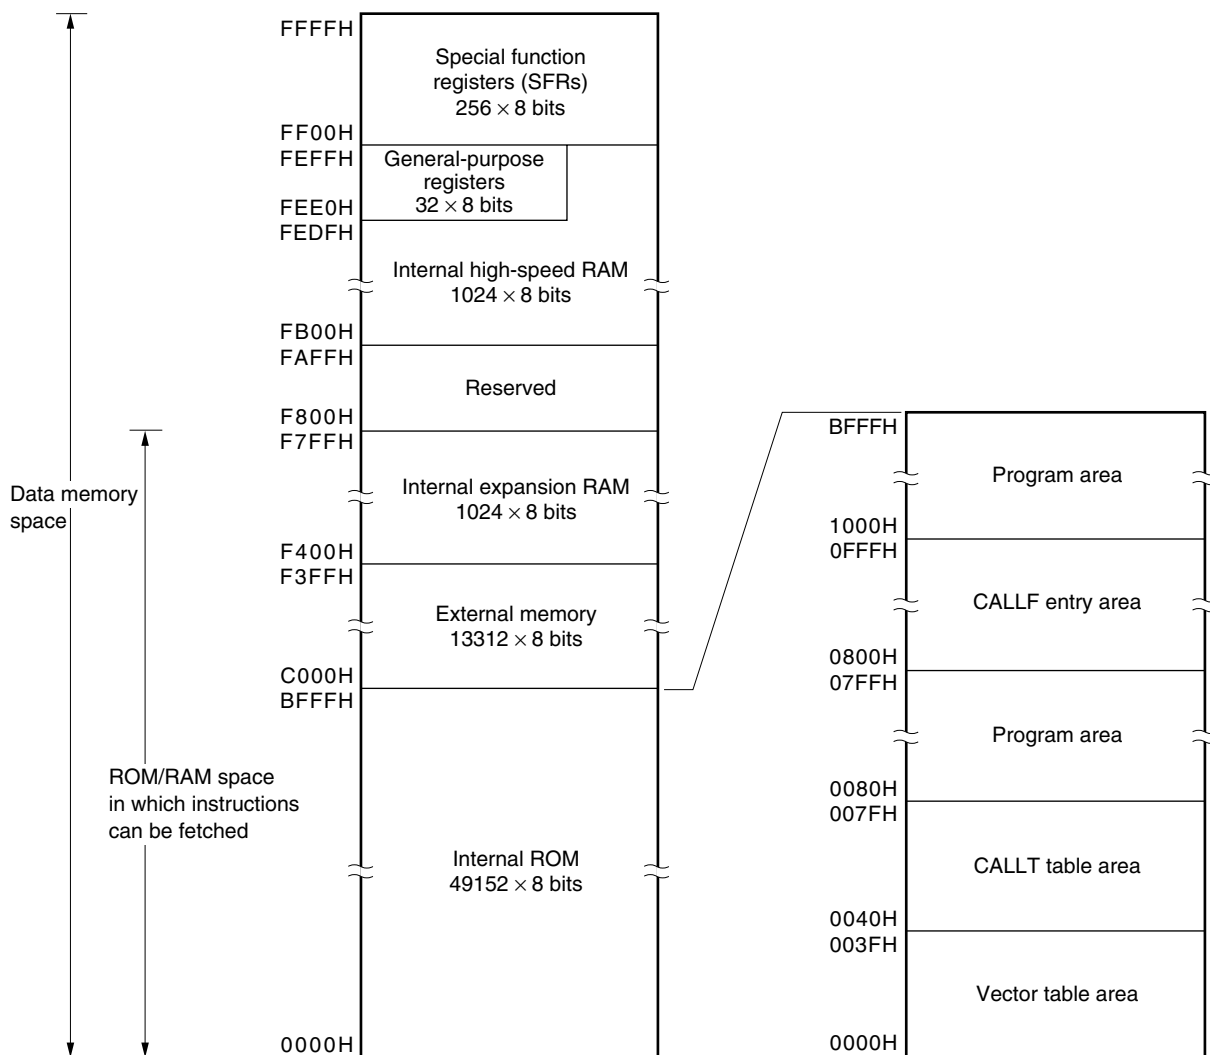 FFFFH
Special function
registers (SFRs)
256 × 8 bits
FF00H
FEFFH
General-purpose
registers
32 × 8 bits
FEE0H
FEDFH
Internal high-speed RAM
1024 × 8 bits
FB00H
FAFFH
Reserved
F800H
F7FFH
Data memory
space
Internal expansion RAM
1024 × 8 bits
F400H
F3FFH
External memory
13312 × 8 bits
C000H
BFFFH
ROM/RAM space
in which instructions
can be fetched
Internal ROM
49152 × 8 bits
0000H
BFFFH
Program area
1000H
0FFFH
CALLF entry area
0800H
07FFH
Program area
0080H
007FH
CALLT table area
0040H
003FH
Vector table area
0000H